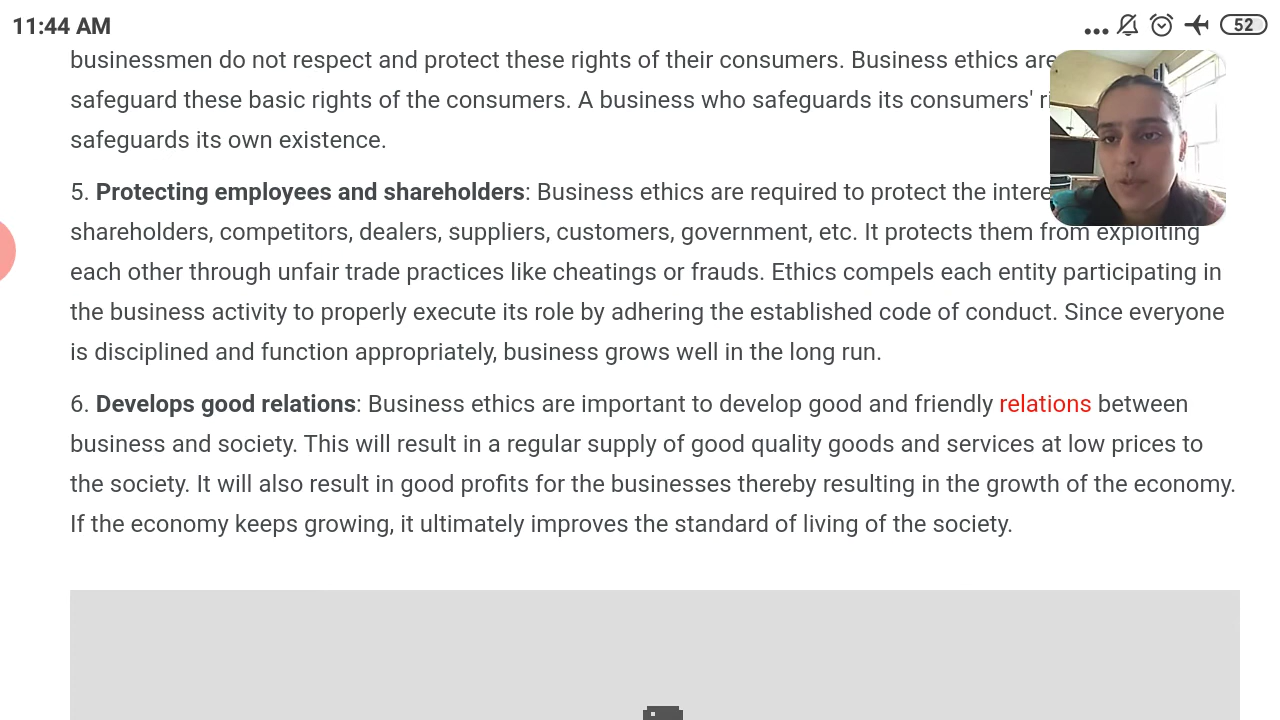 11:44 AM
52
businessmen do not respect and protect these rights of their consumers. Business ethics are
safeguard these basic rights of the consumers. A business who safeguards its consumers'
safeguards its own existence.
5. Protecting employees and shareholders: Business ethics are required to protect the
shareholders, competitors, dealers, suppliers, customers, government, etc. It protects them from exploiting
each other through unfair trade practices like cheatings or frauds. Ethics compels each entity participating in
the business activity to properly execute its role by adhering the established code of conduct. Since everyone
is disciplined and function appropriately, business grows well in the long run.
6. Develops good relations: Business ethics are important to develop good and friendly relations between
business and society. This will result in a regular supply of good quality goods and services at low prices to
the society. It will also result in good profits for the businesses thereby resulting in the growth of the economy.
If the economy keeps growing, it ultimately improves the standard of living of the society.